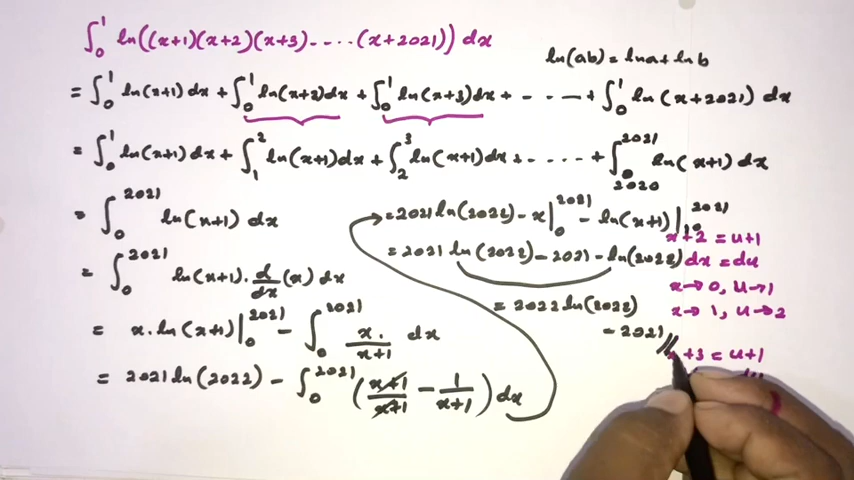 ∫₀¹ ln((x+1)(x+2)(x+3)-----(x+2021)) dx
ln(ab) = lna + lnb
= ∫₀¹ ln(x+1) dx + ∫₀¹ ln(x+2) dx + ∫₀¹ ln(x+3) dx + - - — + ∫₀¹ ln(x+2021) dx
= ∫₀¹ ln(x+1) dx + ∫₁² ln(x+1) dx + ∫₂³ ln(x+1) dx + - - - - + ∫₂₀₂₀²⁰²¹ ln(x+1) dx
= ∫₀²⁰²¹ ln(x+1) dx
= ∫₀²⁰²¹ ln(x+1) · d/dx (x) dx
= x. ln(x+1)|₀²⁰²¹ - ∫₀²⁰²¹ x./(x+1) dx
= 2021 ln(2022) - ∫₀²⁰²¹ ((x+1)/(x+1) - 1/(x+1)) dx
= 2021 ln(2022) - x|₀²⁰²¹ - ln(x+1)|₀²⁰²¹
= 2021 ln(2022) - 2021 - ln(2022)
= 2022 ln(2022)
- 2021 //
x+2 = u+1
dx = du
x→0, u→1
x→1, u→2
+3 = u+1